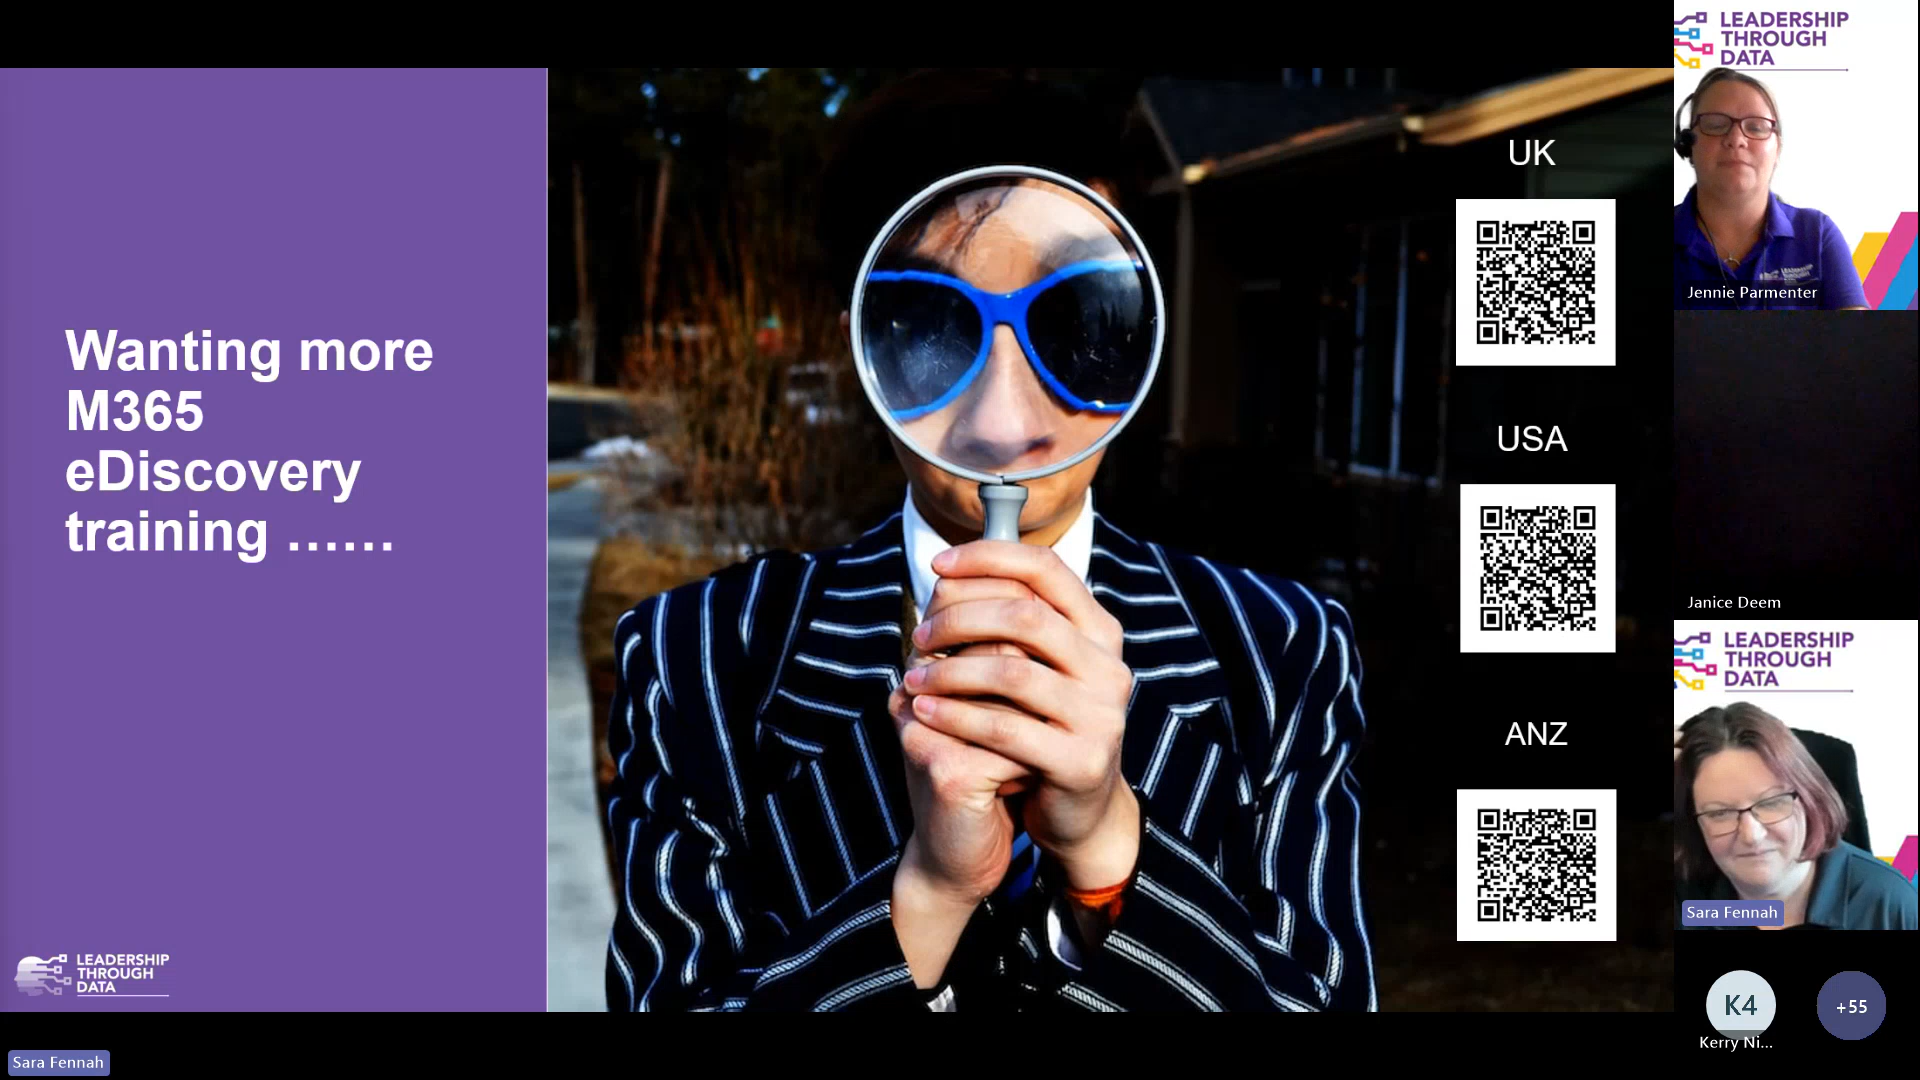 Wanting more
M365
eDiscovery
training ......
UK
USA
ANZ
LEADERSHIP
THROUGH
DATA
Sara Fennah
LEADERSHIP
THROUGH
DATA
Jennie Parmenter
Janice Deem
LEADERSHIP
THROUGH
DATA
Sara Fennah
K4
Kerry Ni...
+55